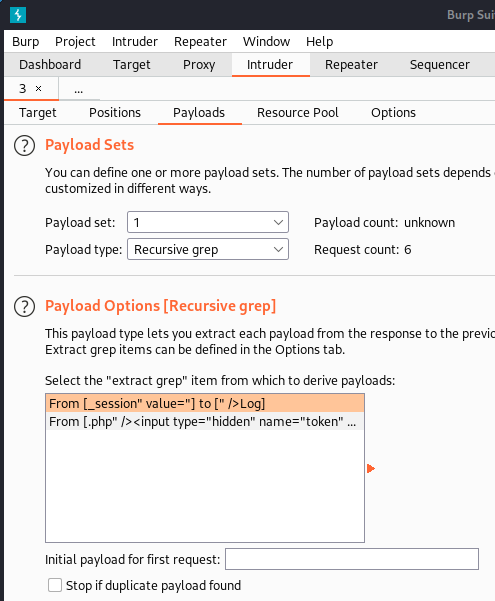 Burp Sui
Burp Project Intruder Repeater Window Help
Dashboard Target Proxy Intruder Repeater Sequencer
3 × ...
Target Positions Payloads Resource Pool Options
? Payload Sets
You can define one or more payload sets. The number of payload sets depends
customized in different ways.
Payload set: 1 Payload count: unknown
Payload type: Recursive grep Request count: 6
? Payload Options [Recursive grep]
This payload type lets you extract each payload from the response to the previo
Extract grep items can be defined in the Options tab.
Select the "extract grep" item from which to derive payloads:
From [_session" value="] to [" />Log]
From [.php" /><input type="hidden" name="token" ...
Initial payload for first request:
Stop if duplicate payload found